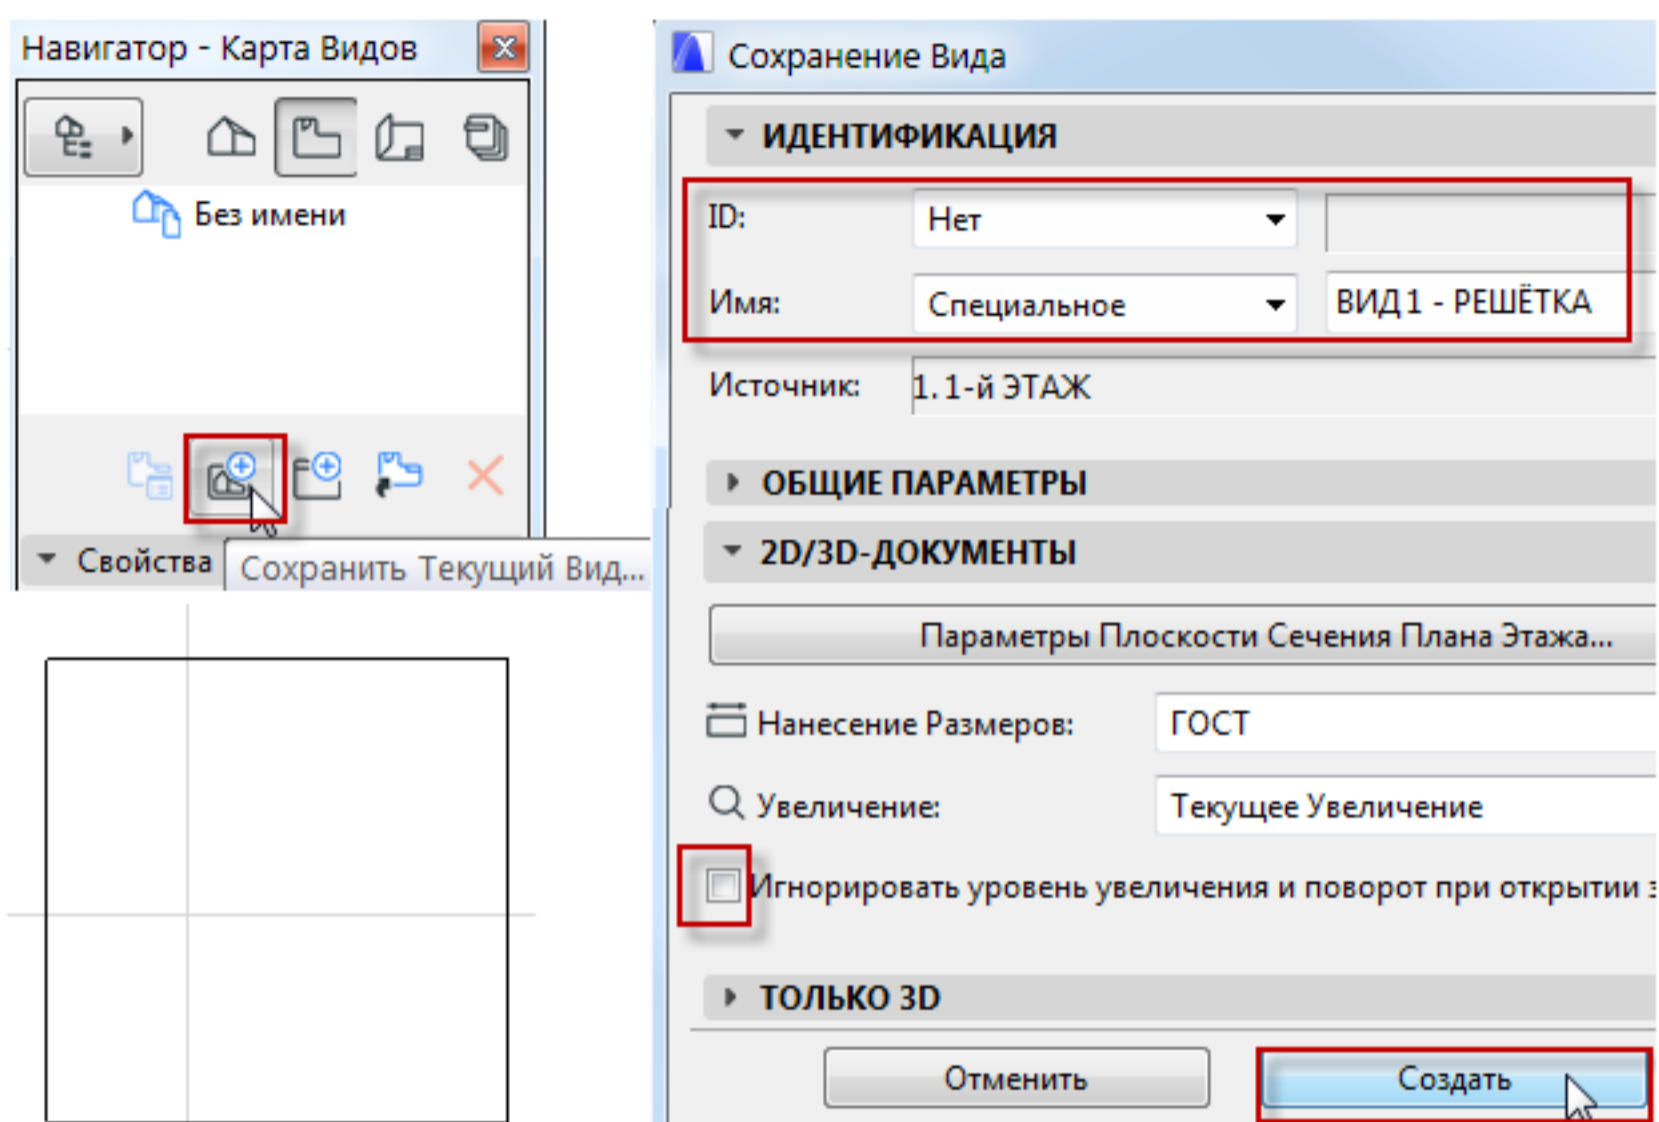 Навигатор - Карта Видов
Без имени
Свойства
Сохранить Текущий Вид...
Сохранение Вида
ИДЕНТИФИКАЦИЯ
ID: Нет
Имя: Специальное ВИД1 - РЕШЁТКА
Источник: 1. 1-й ЭТАЖ
ОБЩИЕ ПАРАМЕТРЫ
2D/3D-ДОКУМЕНТЫ
Параметры Плоскости Сечения Плана Этажа...
Нанесение Размеров: ГОСТ
Увеличение: Текущее Увеличение
Игнорировать уровень увеличения и поворот при открытии
ТОЛЬКО 3D
Отменить Создать